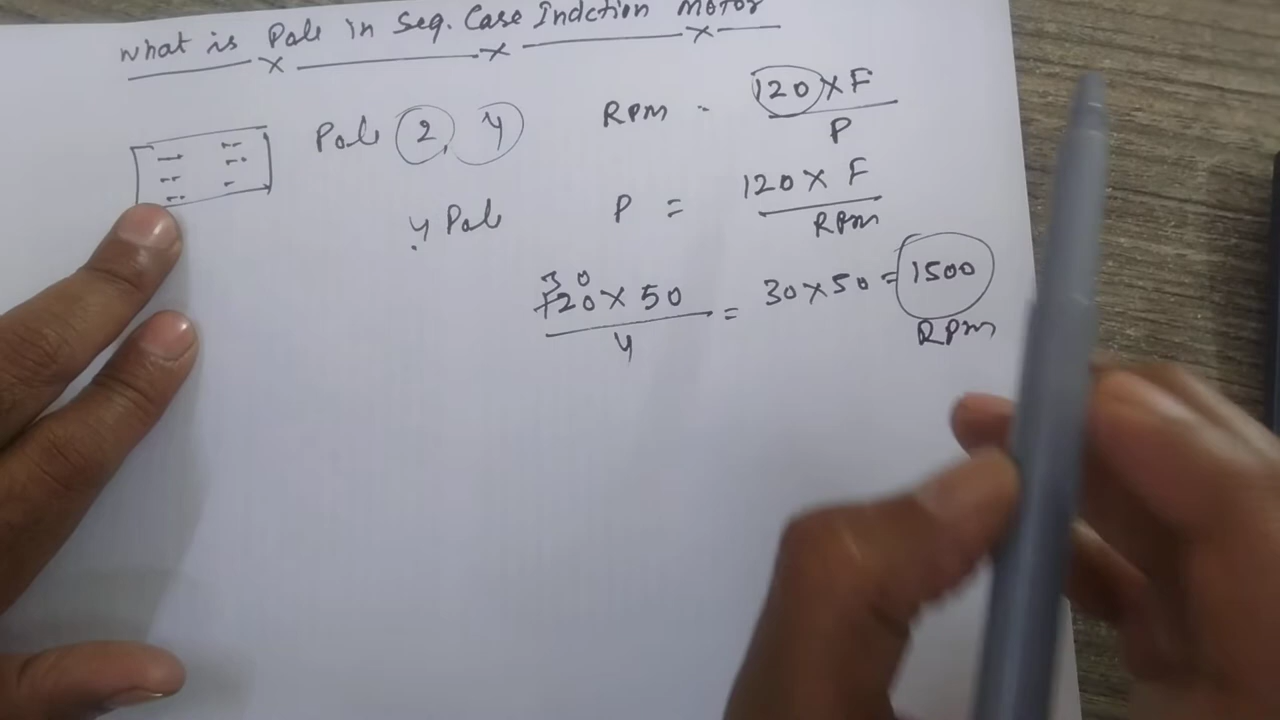 What is Pole in Seq. Case Indction Motor
Pole 2, 4
RPM = 120 X F / P
4 Pole
P = 120 X F / RPM
30
120 X 50 / 4 = 30 X 50 = 1500
RPM